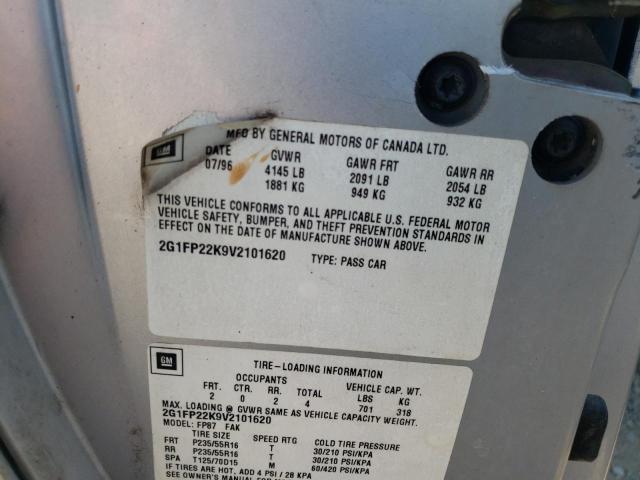 MFD BY GENERAL MOTORS OF CANADA LTD.
GM
DATE GVWR GAWR FRT GAWR RR
07/96 4145 LB 2091 LB 2054 LB
1881 KG 949 KG 932 KG
THIS VEHICLE CONFORMS TO ALL APPLICABLE U.S. FEDERAL MOTOR
VEHICLE SAFETY, BUMPER, AND THEFT PREVENTION STANDARDS IN
EFFECT ON THE DATE OF MANUFACTURE SHOWN ABOVE.
2G1FP22K9V2101620 TYPE: PASS CAR
GM
TIRE-LOADING INFORMATION
OCCUPANTS VEHICLE CAP. WT.
FRT. CTR. RR. TOTAL LBS KG
2 0 2 4 701 318
MAX. LOADING @ GVWR SAME AS VEHICLE CAPACITY WEIGHT.
2G1FP22K9V2101620
MODEL: FP87 FAK
TIRE SIZE SPEED RTG COLD TIRE PRESSURE
FRT P235/55R16 T 30/210 PSI/KPA
RR P235/55R16 T 30/210 PSI/KPA
SPA T125/70D15 M 60/420 PSI/KPA
IF TIRES ARE HOT, ADD 4 PSI / 28 KPA
SEE OWNER'S MANUAL